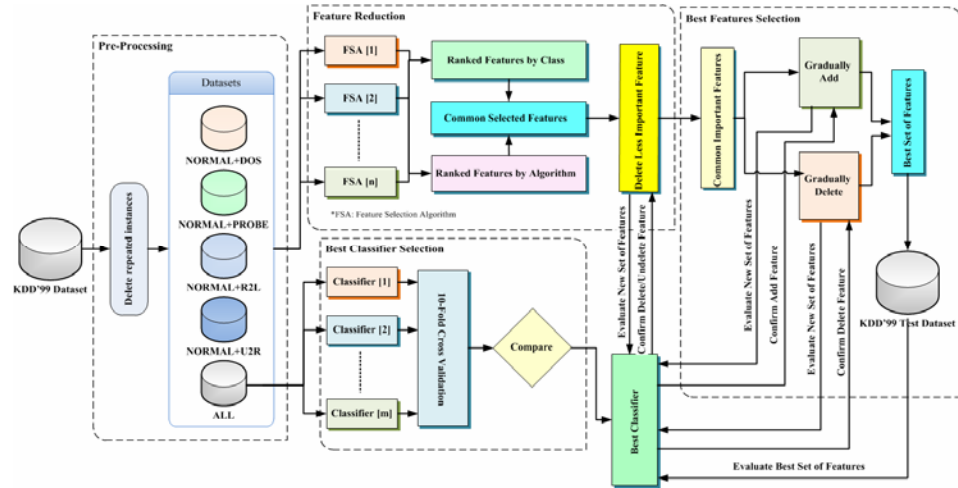 Pre-Processing
Datasets
NORMAL+DOS
NORMAL+PROBE
NORMAL+R2L
NORMAL+U2R
ALL
KDD'99 Dataset
Delete repeated instances
Feature Reduction
FSA [1]
FSA [2]
FSA [n]
*FSA: Feature Selection Algorithm
Ranked Features by Class
Common Selected Features
Ranked Features by Algorithm
Delete Less Important Feature
Best Classifier Selection
Classifier [1]
Classifier [2]
Classifier [m]
10-Fold Cross Validation
Compare
Evaluate New Set of Features
Confirm Delete/Undelete Feature
Best Classifier
Best Features Selection
Common Important Features
Gradually
Add
Gradually
Delete
Best Set of Features
Evaluate New Set of Features
Confirm Add Feature
Evaluate New Set of Features
Confirm Delete Feature
KDD'99 Test Dataset
Evaluate Best Set of Features